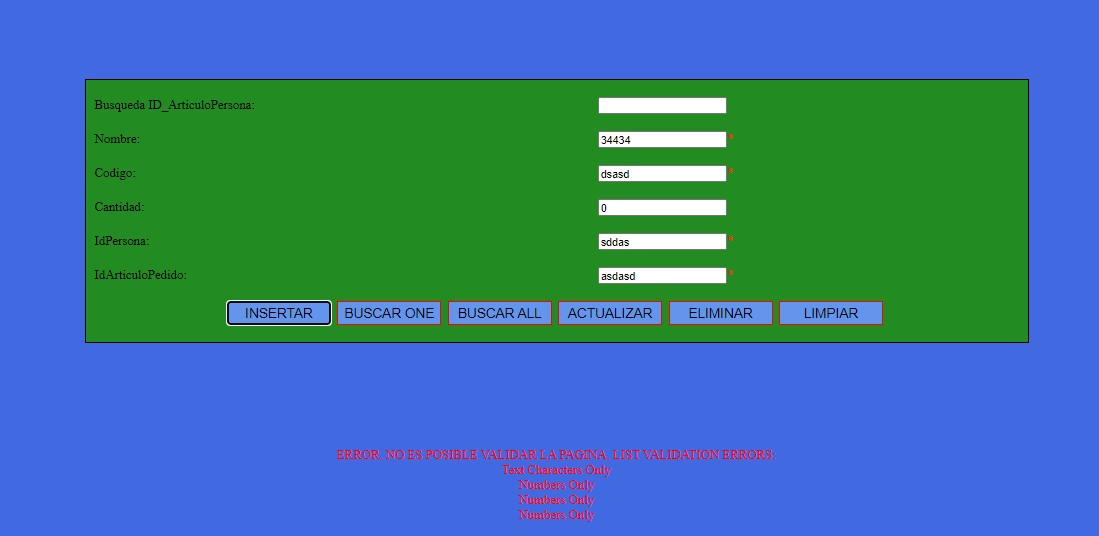 Busqueda ID_ArticuloPersona:
Nombre: 34434 *
Codigo: dsasd *
Cantidad: 0
IdPersona: sddas *
IdArticuloPedido: asdasd *
INSERTAR BUSCAR ONE BUSCAR ALL ACTUALIZAR ELIMINAR LIMPIAR
ERROR: NO ES POSIBLE VALIDAR LA PAGINA. LIST VALIDATION ERRORS:
Text Characters Only
Numbers Only
Numbers Only
Numbers Only